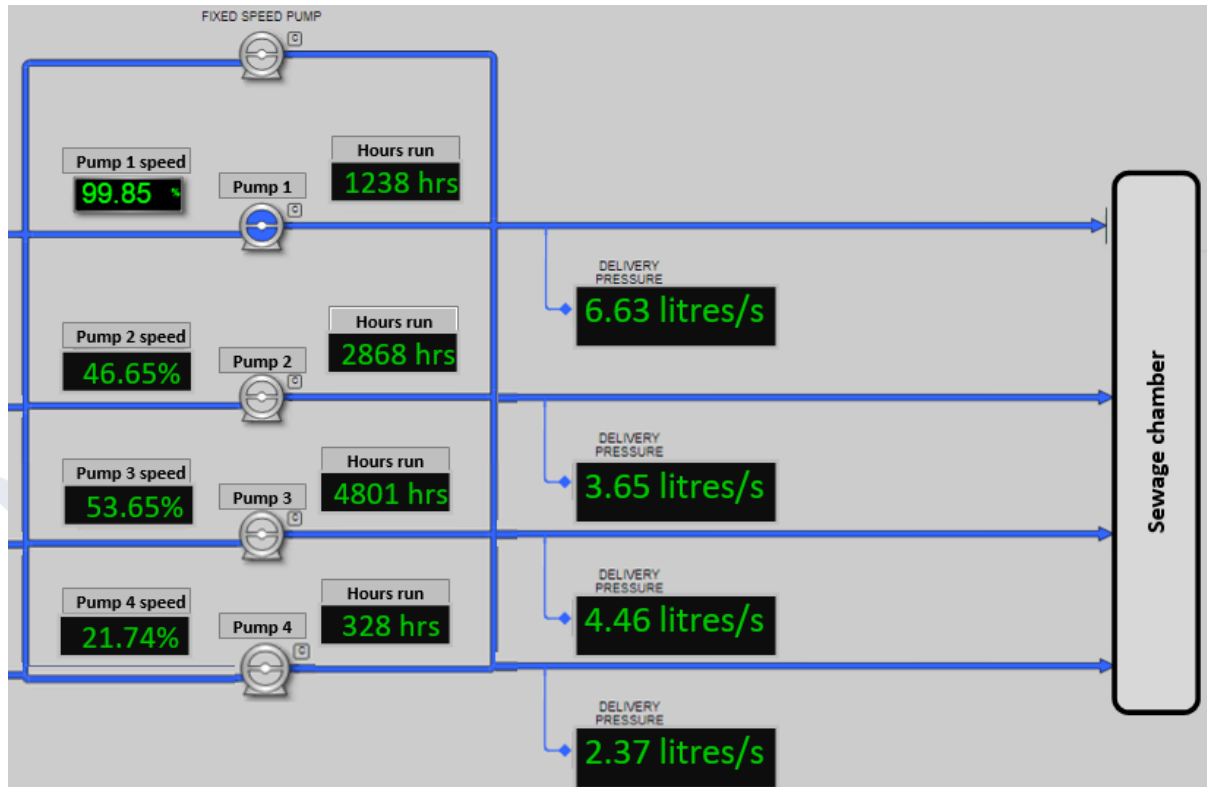 FIXED SPEED PUMP
C
Hours run
Pump 1 speed
1238 hrs
99.85 %
Pump 1
C
DELIVERY
PRESSURE
6.63 litres/s
Hours run
Pump 2 speed
2868 hrs
46.65%
Pump 2
C
DELIVERY
PRESSURE
3.65 litres/s
Hours run
Pump 3 speed
4801 hrs
53.65%
Pump 3
C
DELIVERY
PRESSURE
4.46 litres/s
Hours run
Pump 4 speed
328 hrs
21.74%
Pump 4
C
DELIVERY
PRESSURE
2.37 litres/s
Sewage chamber